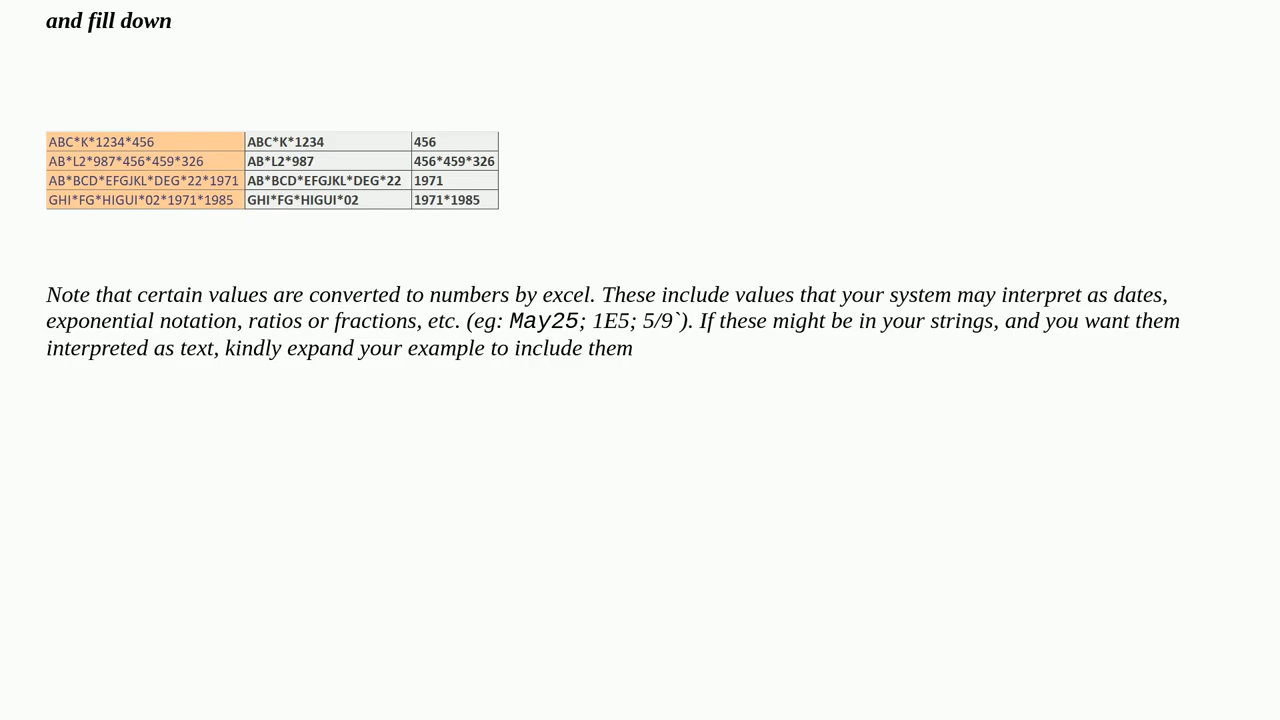 and fill down
ABC*K*1234*456 ABC*K*1234 456
AB*L2*987*456*459*326 AB*L2*987 456*459*326
AB*BCD*EFGJKL*DEG*22*1971 AB*BCD*EFGJKL*DEG*22 1971
GHI*FG*HIGUI*02*1971*1985 GHI*FG*HIGUI*02 1971*1985
Note that certain values are converted to numbers by excel. These include values that your system may interpret as dates,
exponential notation, ratios or fractions, etc. (eg: May25; 1E5; 5/9`). If these might be in your strings, and you want them
interpreted as text, kindly expand your example to include them